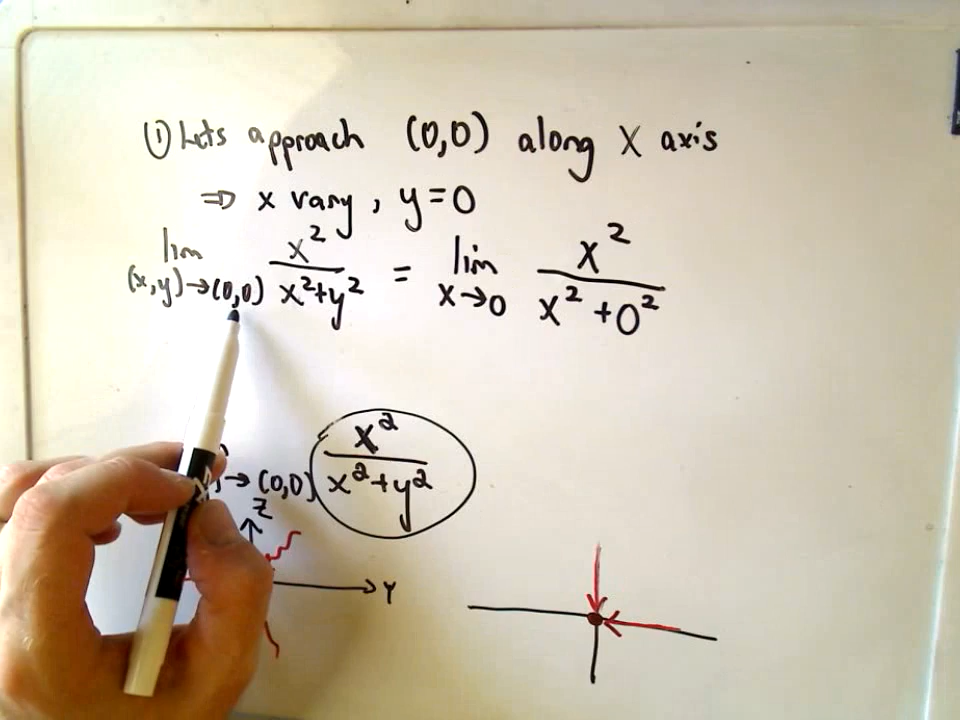 ① Lets approach (0,0) along X axis
⇒ x vary, y=0
lim (x,y)→(0,0) x²/(x²+y²) = lim x→0 x²/(x²+0²)
→(0,0) x²/(x²+y²)
Z
Y